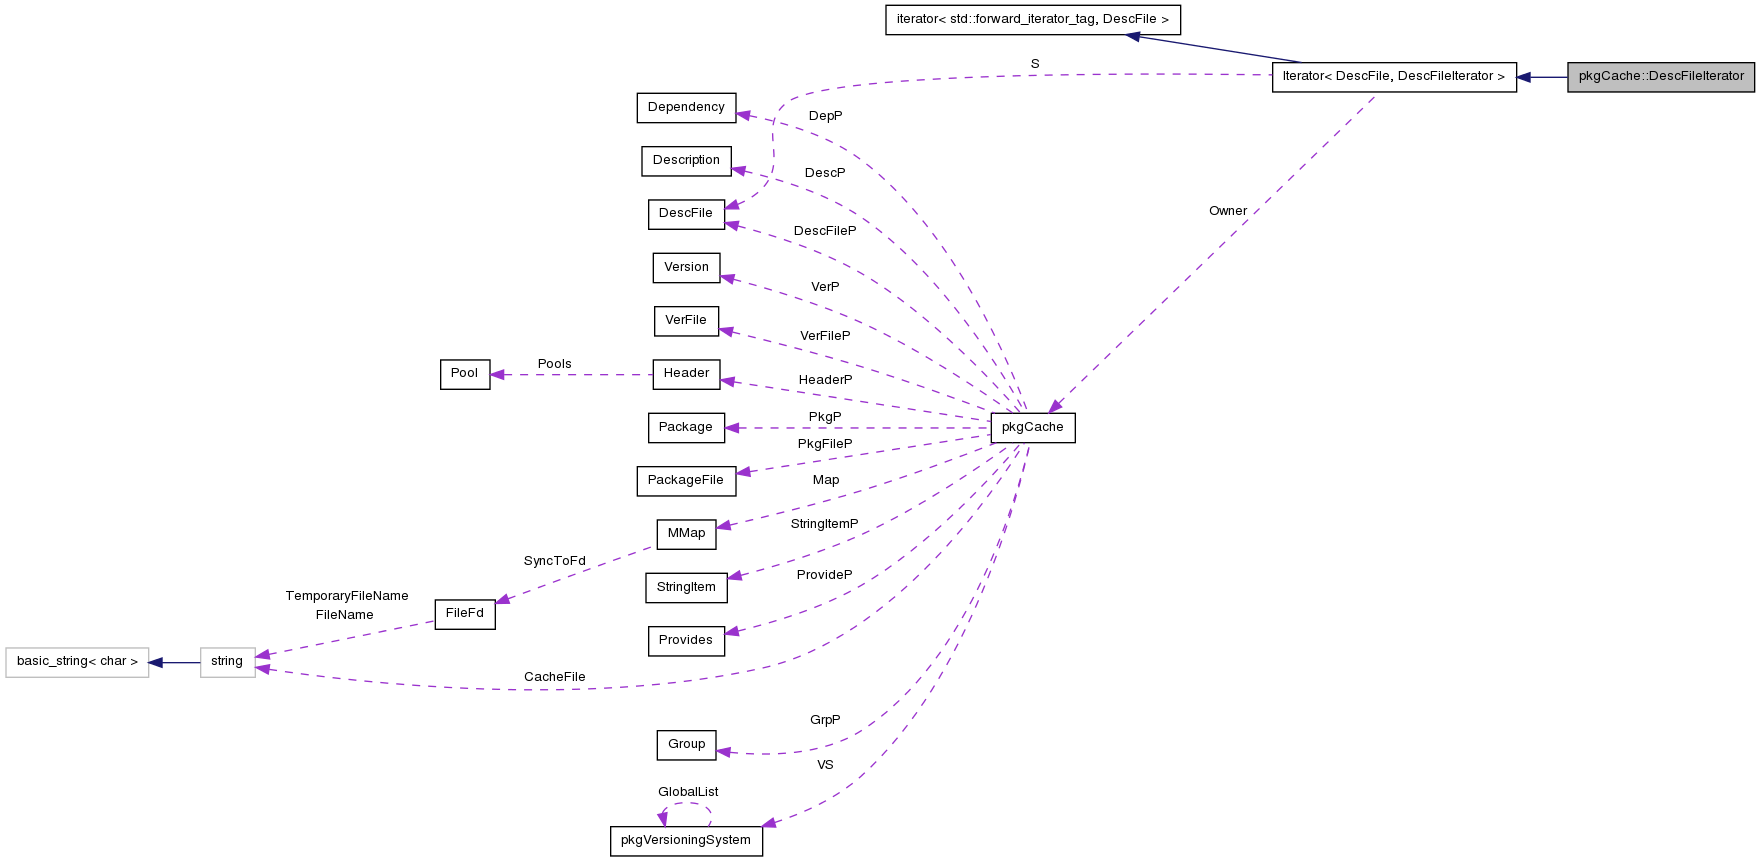 iterator< std::forward_iterator_tag, DescFile >
S
Iterator< DescFile, DescFileIterator >
pkgCache::DescFileIterator
Dependency
DepP
Description
DescP
DescFile
Owner
DescFileP
Version
VerP
VerFile
VerFileP
Pool
Pools
Header
HeaderP
Package
PkgP
pkgCache
PkgFileP
PackageFile
Map
MMap
StringItemP
SyncToFd
StringItem
ProvideP
TemporaryFileName
FileName
FileFd
Provides
basic_string< char >
string
CacheFile
GrpP
Group
VS
GlobalList
pkgVersioningSystem